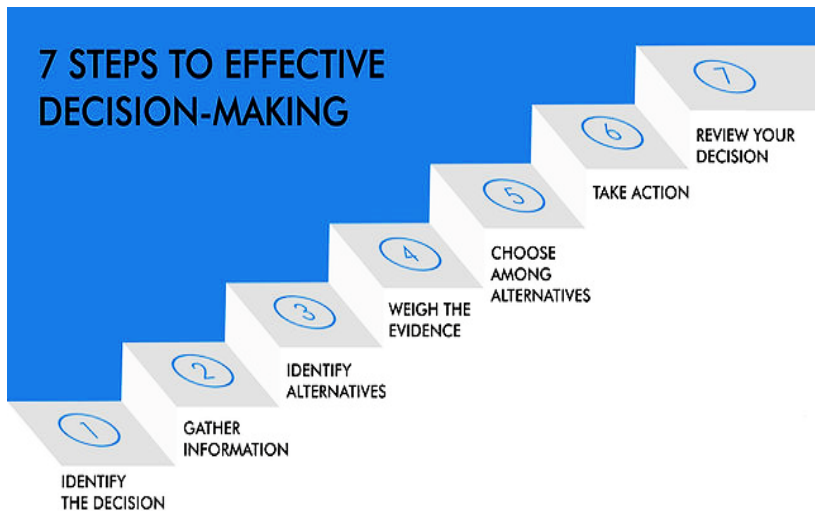 7 STEPS TO EFFECTIVE
DECISION-MAKING
1
IDENTIFY
THE DECISION
2
GATHER
INFORMATION
3
IDENTIFY
ALTERNATIVES
4
WEIGH THE
EVIDENCE
5
CHOOSE
AMONG
ALTERNATIVES
6
TAKE ACTION
7
REVIEW YOUR
DECISION